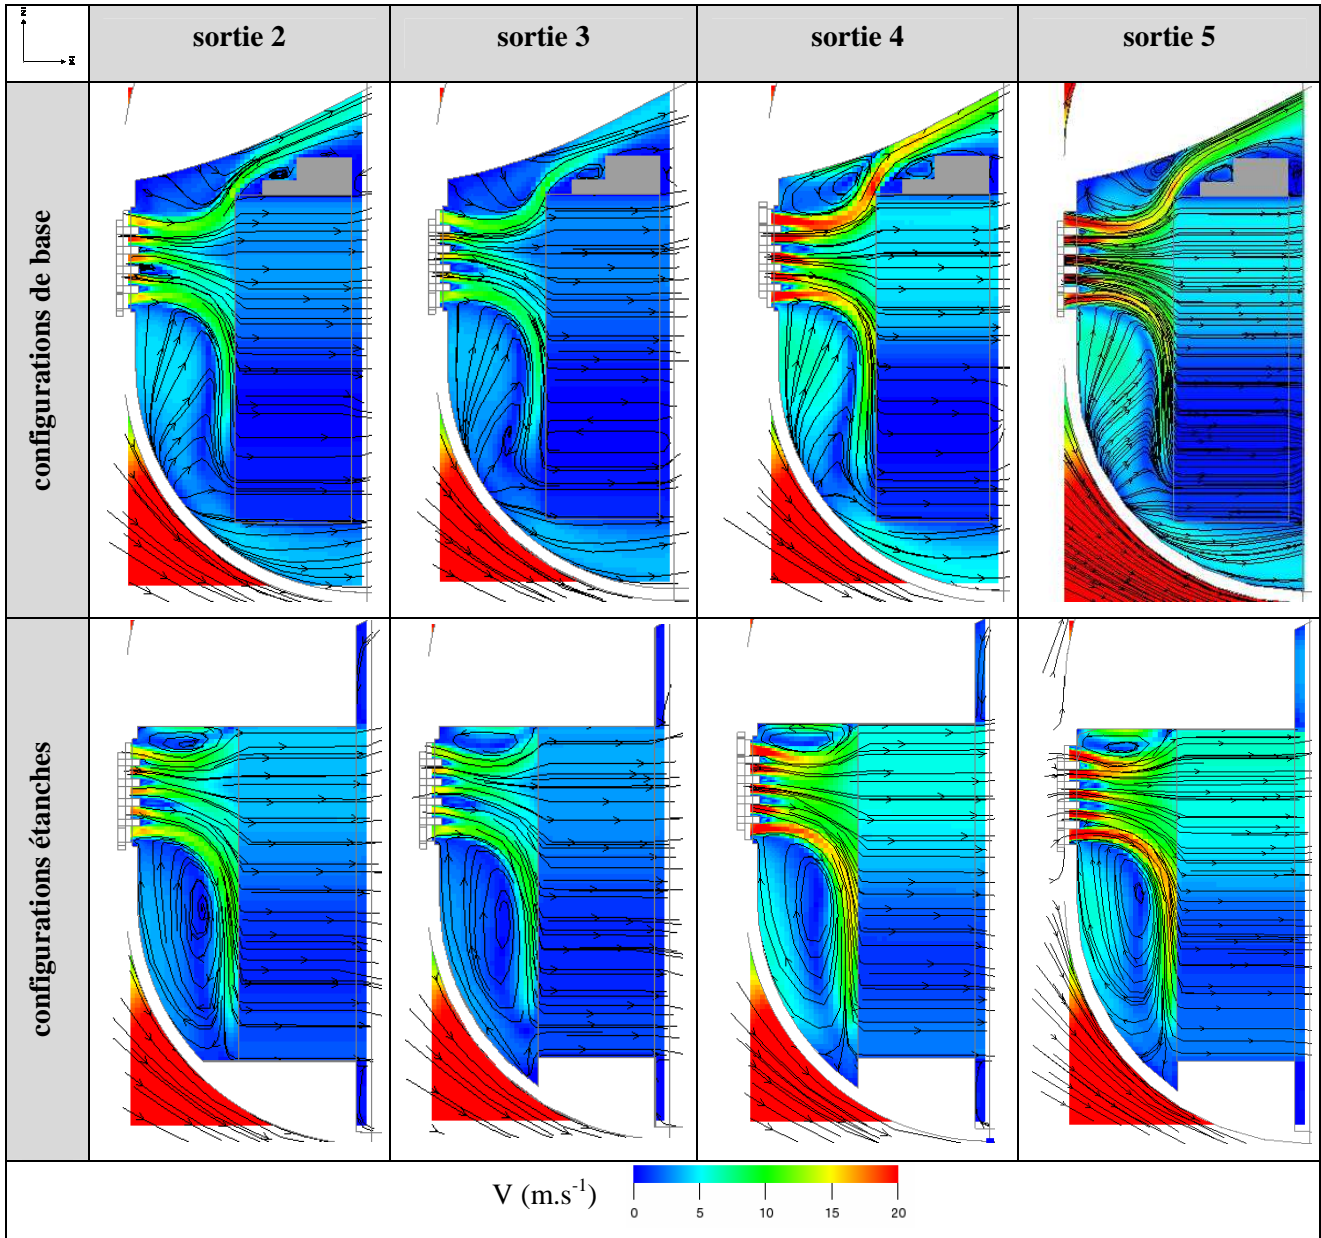 sortie 2
sortie 3
sortie 4
sortie 5
configurations de base
configurations étanches
V (m.s⁻¹)
0 5 10 15 20